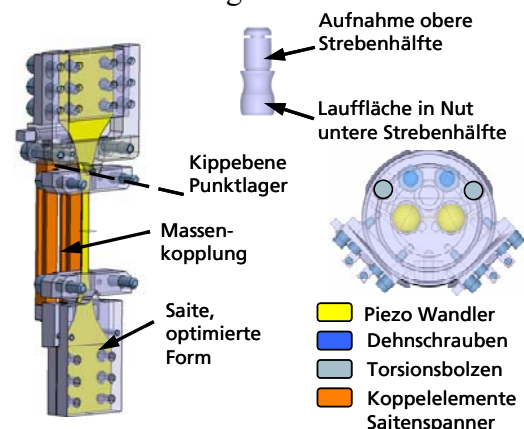 Aufnahme obere
Strebenhälfte
Lauffläche in Nut
untere Strebenhälfte
Kippebene
Punktlager
Massen-
kopplung
Saite,
optimierte
Form
Piezo Wandler
Dehnschrauben
Torsionsbolzen
Koppelelemente
Saitenspanner